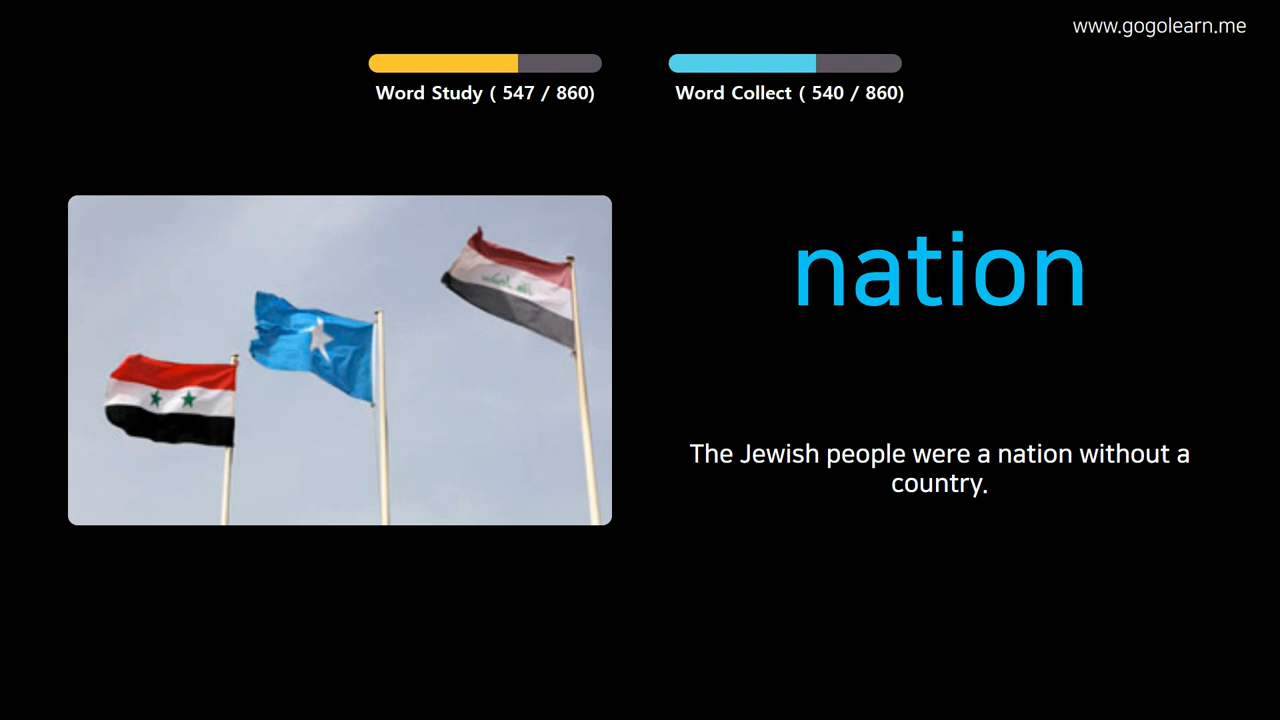 www.gogolearn.me
Word Study ( 547 / 860)
Word Collect ( 540 / 860)
nation
The Jewish people were a nation without a
country.